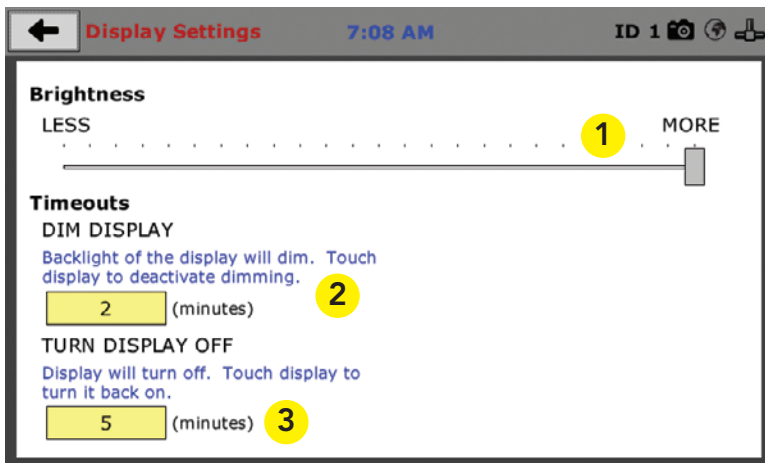 Display Settings 7:08 AM ID 1
Brightness
LESS 1 MORE
Timeouts
DIM DISPLAY
Backlight of the display will dim. Touch
display to deactivate dimming.
2
2 (minutes)
TURN DISPLAY OFF
Display will turn off. Touch display to
turn it back on.
5 (minutes) 3